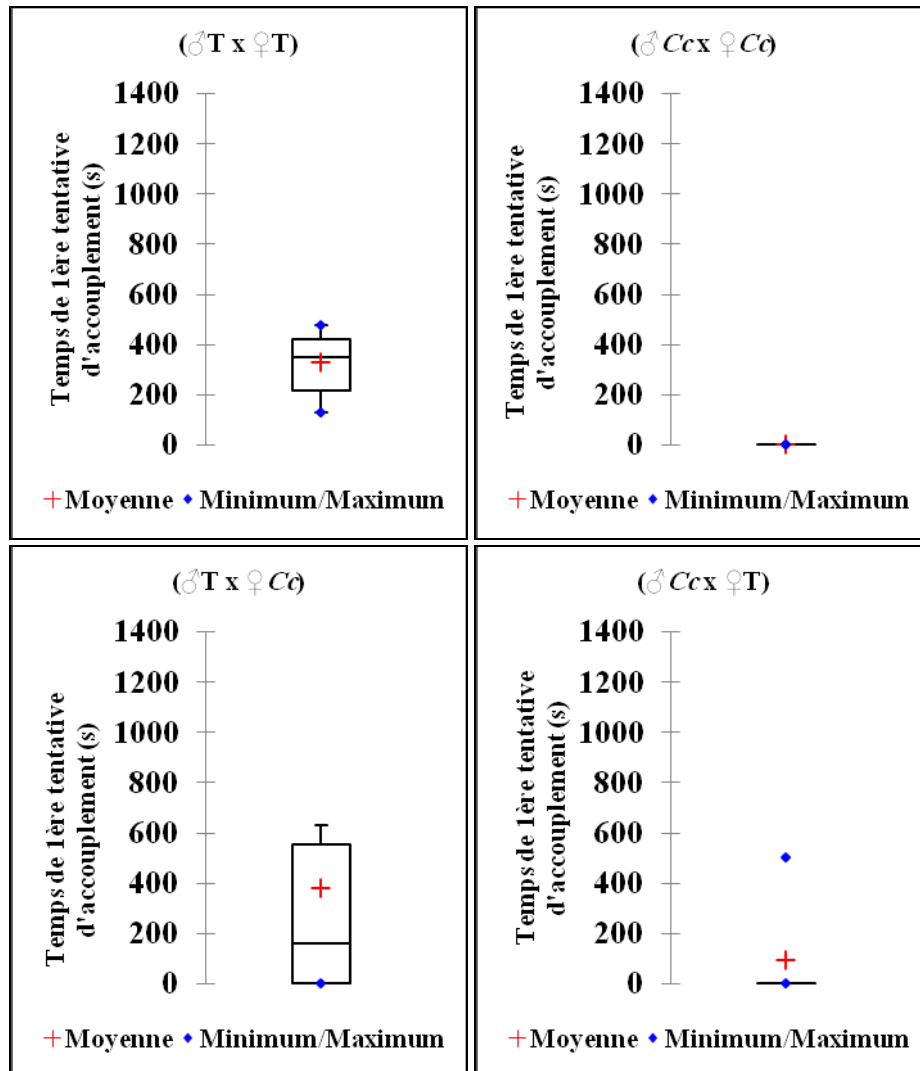 (♂T x ♀T)
Temps de 1ère tentative
d'accouplement (s)
1400
1200
1000
800
600
400
200
0
Moyenne Minimum/Maximum
(♂ Cc x ♀ Cc)
Temps de 1ère tentative
d'accouplement (s)
1400
1200
1000
800
600
400
200
0
Moyenne Minimum/Maximum
(♂T x ♀ Cc)
Temps de 1ère tentative
d'accouplement (s)
1400
1200
1000
800
600
400
200
0
Moyenne Minimum/Maximum
(♂ Cc x ♀T)
Temps de 1ère tentative
d'accouplement (s)
1400
1200
1000
800
600
400
200
0
Moyenne Minimum/Maximum